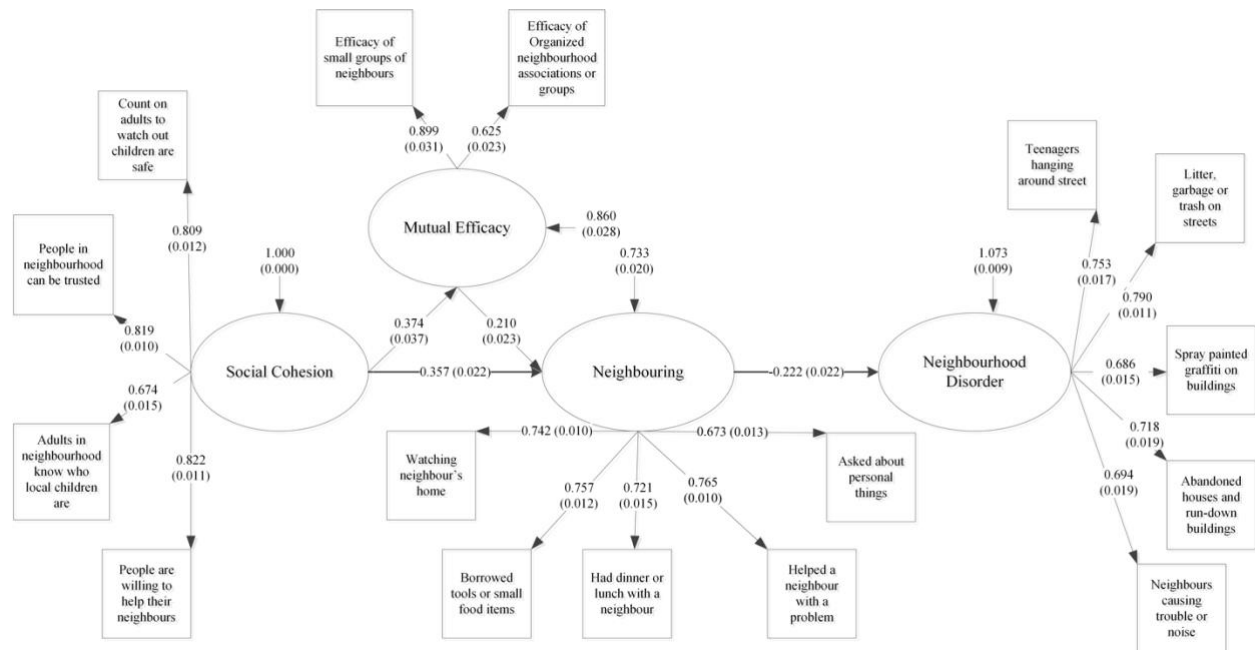 Efficacy of
small groups of
neighbours
Efficacy of
Organized
neighbourhood
associations or
groups
Count on
adults to
watch out
children are
safe
0.899
(0.031)
0.625
(0.023)
Teenagers
hanging
around street
Litter,
garbage or
trash on
streets
People in
neighbourhood
can be trusted
0.809
(0.012)
Mutual Efficacy
0.860
(0.028)
1.000
(0.000)
0.733
(0.020)
1.073
(0.009)
0.753
(0.017)
0.790
(0.011)
0.819
(0.010)
0.374
(0.037)
0.210
(0.023)
Social Cohesion
0.357 (0.022)
Neighbouring
-0.222 (0.022)
Neighbourhood
Disorder
0.686
(0.015)
Spray painted
graffiti on
buildings
0.674
(0.015)
Adults in
neighbourhood
know who
local children
are
0.822
(0.011)
0.742 (0.010)
0.673 (0.013)
0.718
(0.019)
0.694
(0.019)
Watching
neighbour`s
home
0.757
(0.012)
0.721
(0.015)
0.765
(0.010)
Asked about
personal
things
Abandoned
houses and
run-down
buildings
People are
willing to
help their
neighbours
Borrowed
tools or small
food items
Had dinner or
lunch with a
neighbour
Helped a
neighbour
with a
problem
Neighbours
causing
trouble or
noise